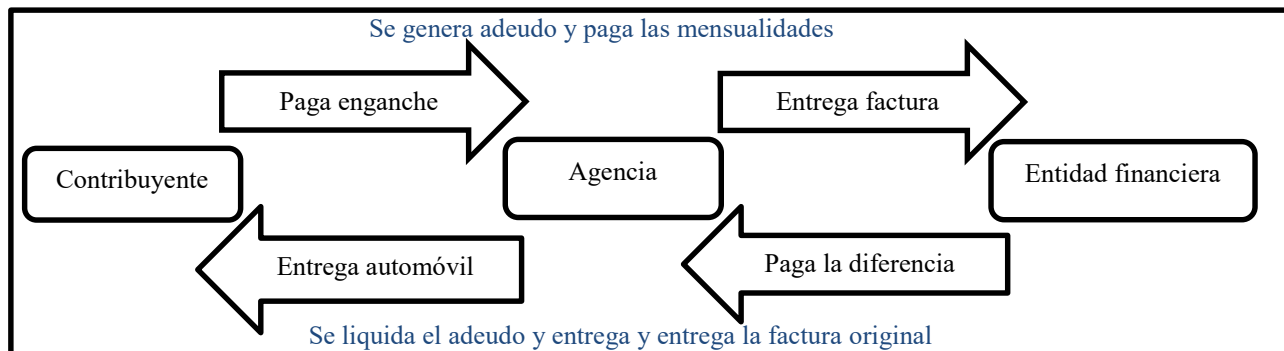 Se genera adeudo y paga las mensualidades
Paga enganche
Entrega factura
Contribuyente
Agencia
Entidad financiera
Entrega automóvil
Paga la diferencia
Se liquida el adeudo y entrega y entrega la factura original